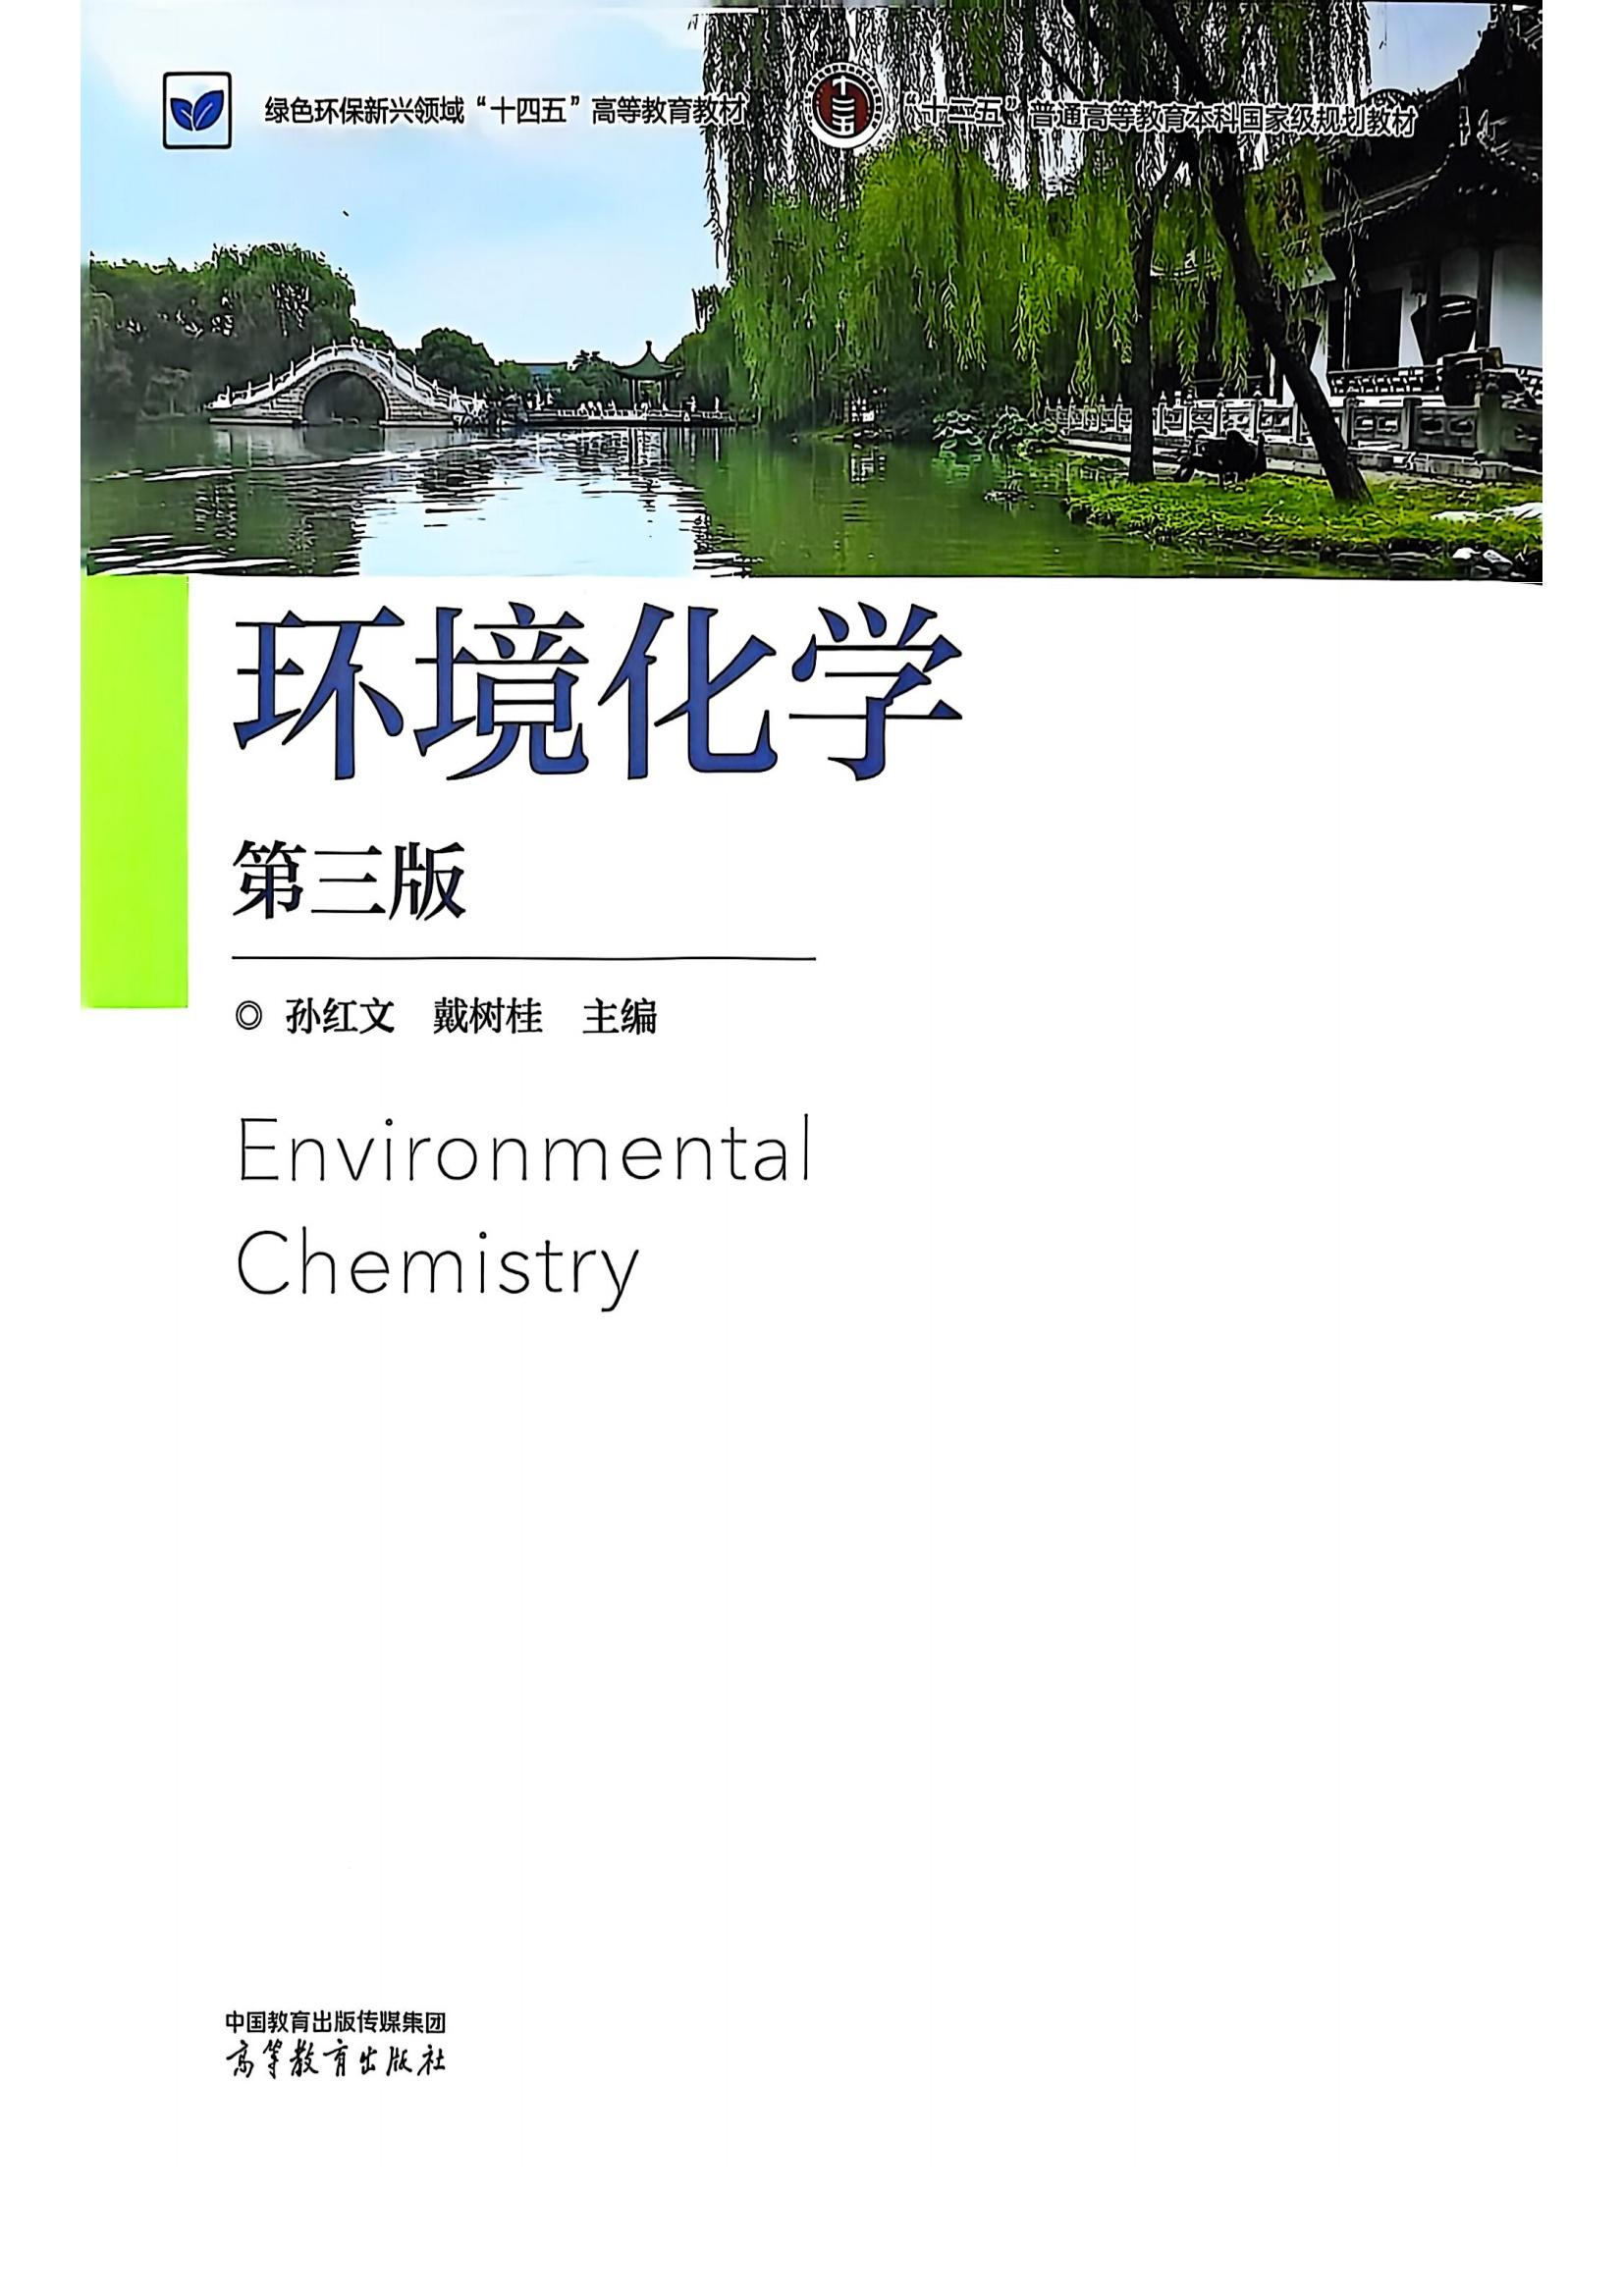 绿色环保新兴领域“十四五”高等教育教材
“十二五”普通高等教育本科国家级规划教材
环境化学
第三版
◎ 孙红文 戴树桂 主编
Environmental
Chemistry
中国教育出版传媒集团
高等教育出版社